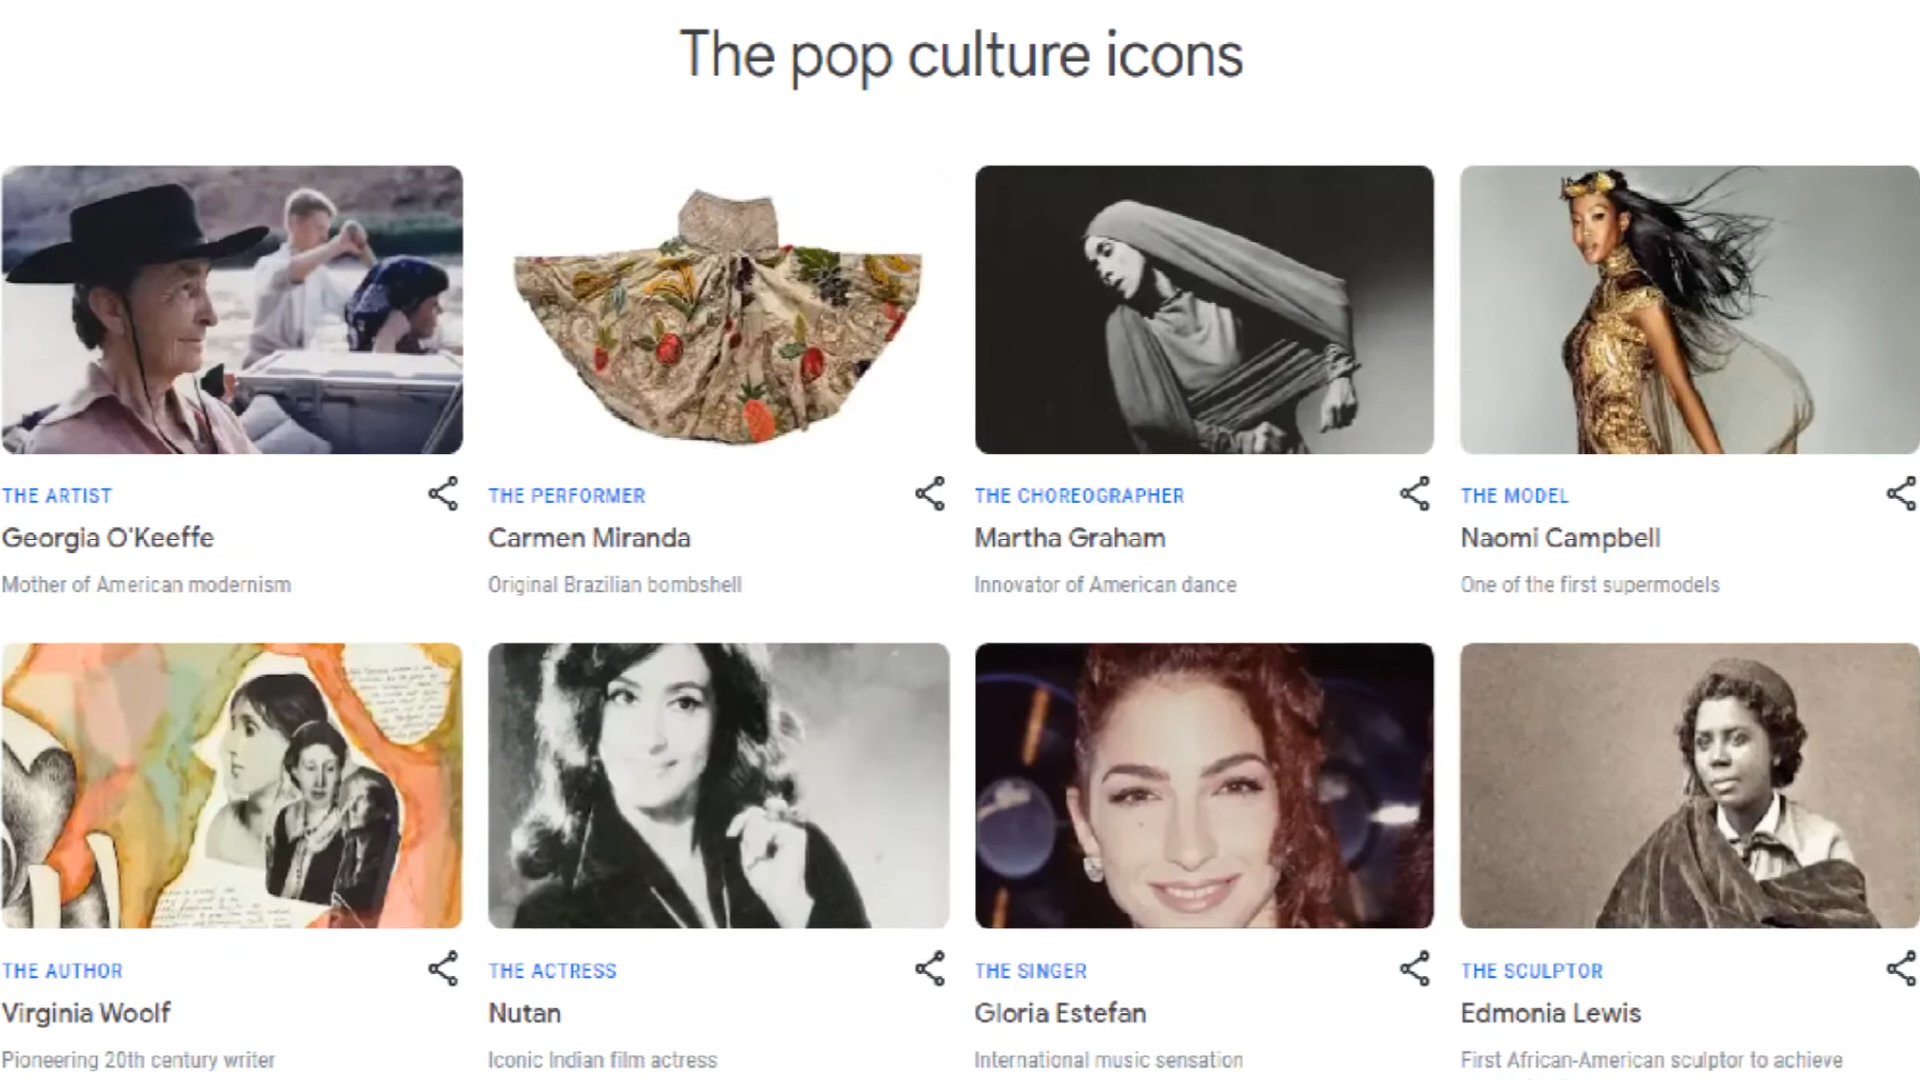 The pop culture icons
THE ARTIST
Georgia O'Keeffe
Mother of American modernism
THE PERFORMER
Carmen Miranda
Original Brazilian bombshell
THE CHOREOGRAPHER
Martha Graham
Innovator of American dance
THE MODEL
Naomi Campbell
One of the first supermodels
THE AUTHOR
Virginia Woolf
Pioneering 20th century writer
THE ACTRESS
Nutan
Iconic Indian film actress
THE SINGER
Gloria Estefan
International music sensation
THE SCULPTOR
Edmonia Lewis
First African-American sculptor to achieve